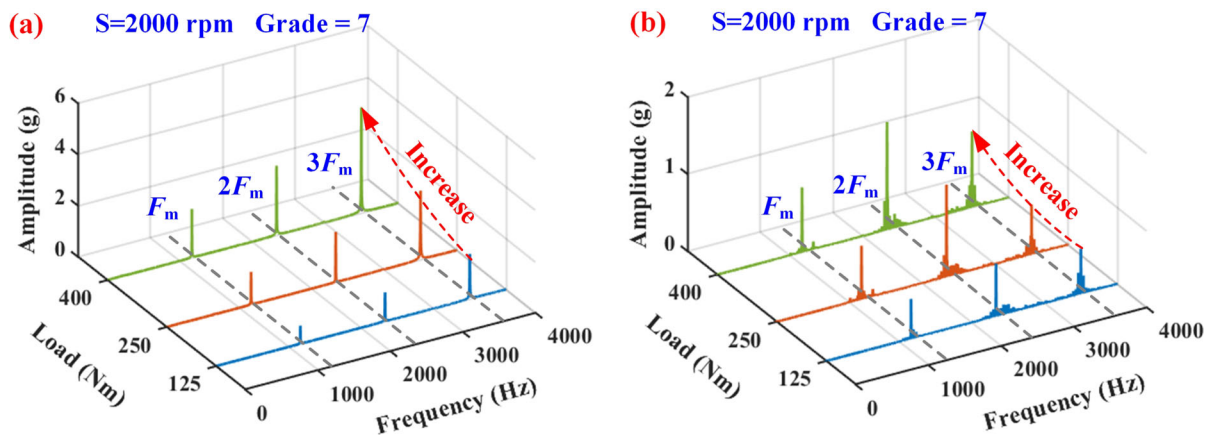 (a) S=2000 rpm Grade = 7
Amplitude (g)
6
4
2
0
Fm
2Fm
3Fm
Increase
400
250
125
Load (Nm)
0
1000
2000
3000
4000
Frequency (Hz)
(b) S=2000 rpm Grade = 7
Amplitude (g)
2
1
0
Fm
2Fm
3Fm
Increase
400
250
125
Load (Nm)
0
1000
2000
3000
4000
Frequency (Hz)